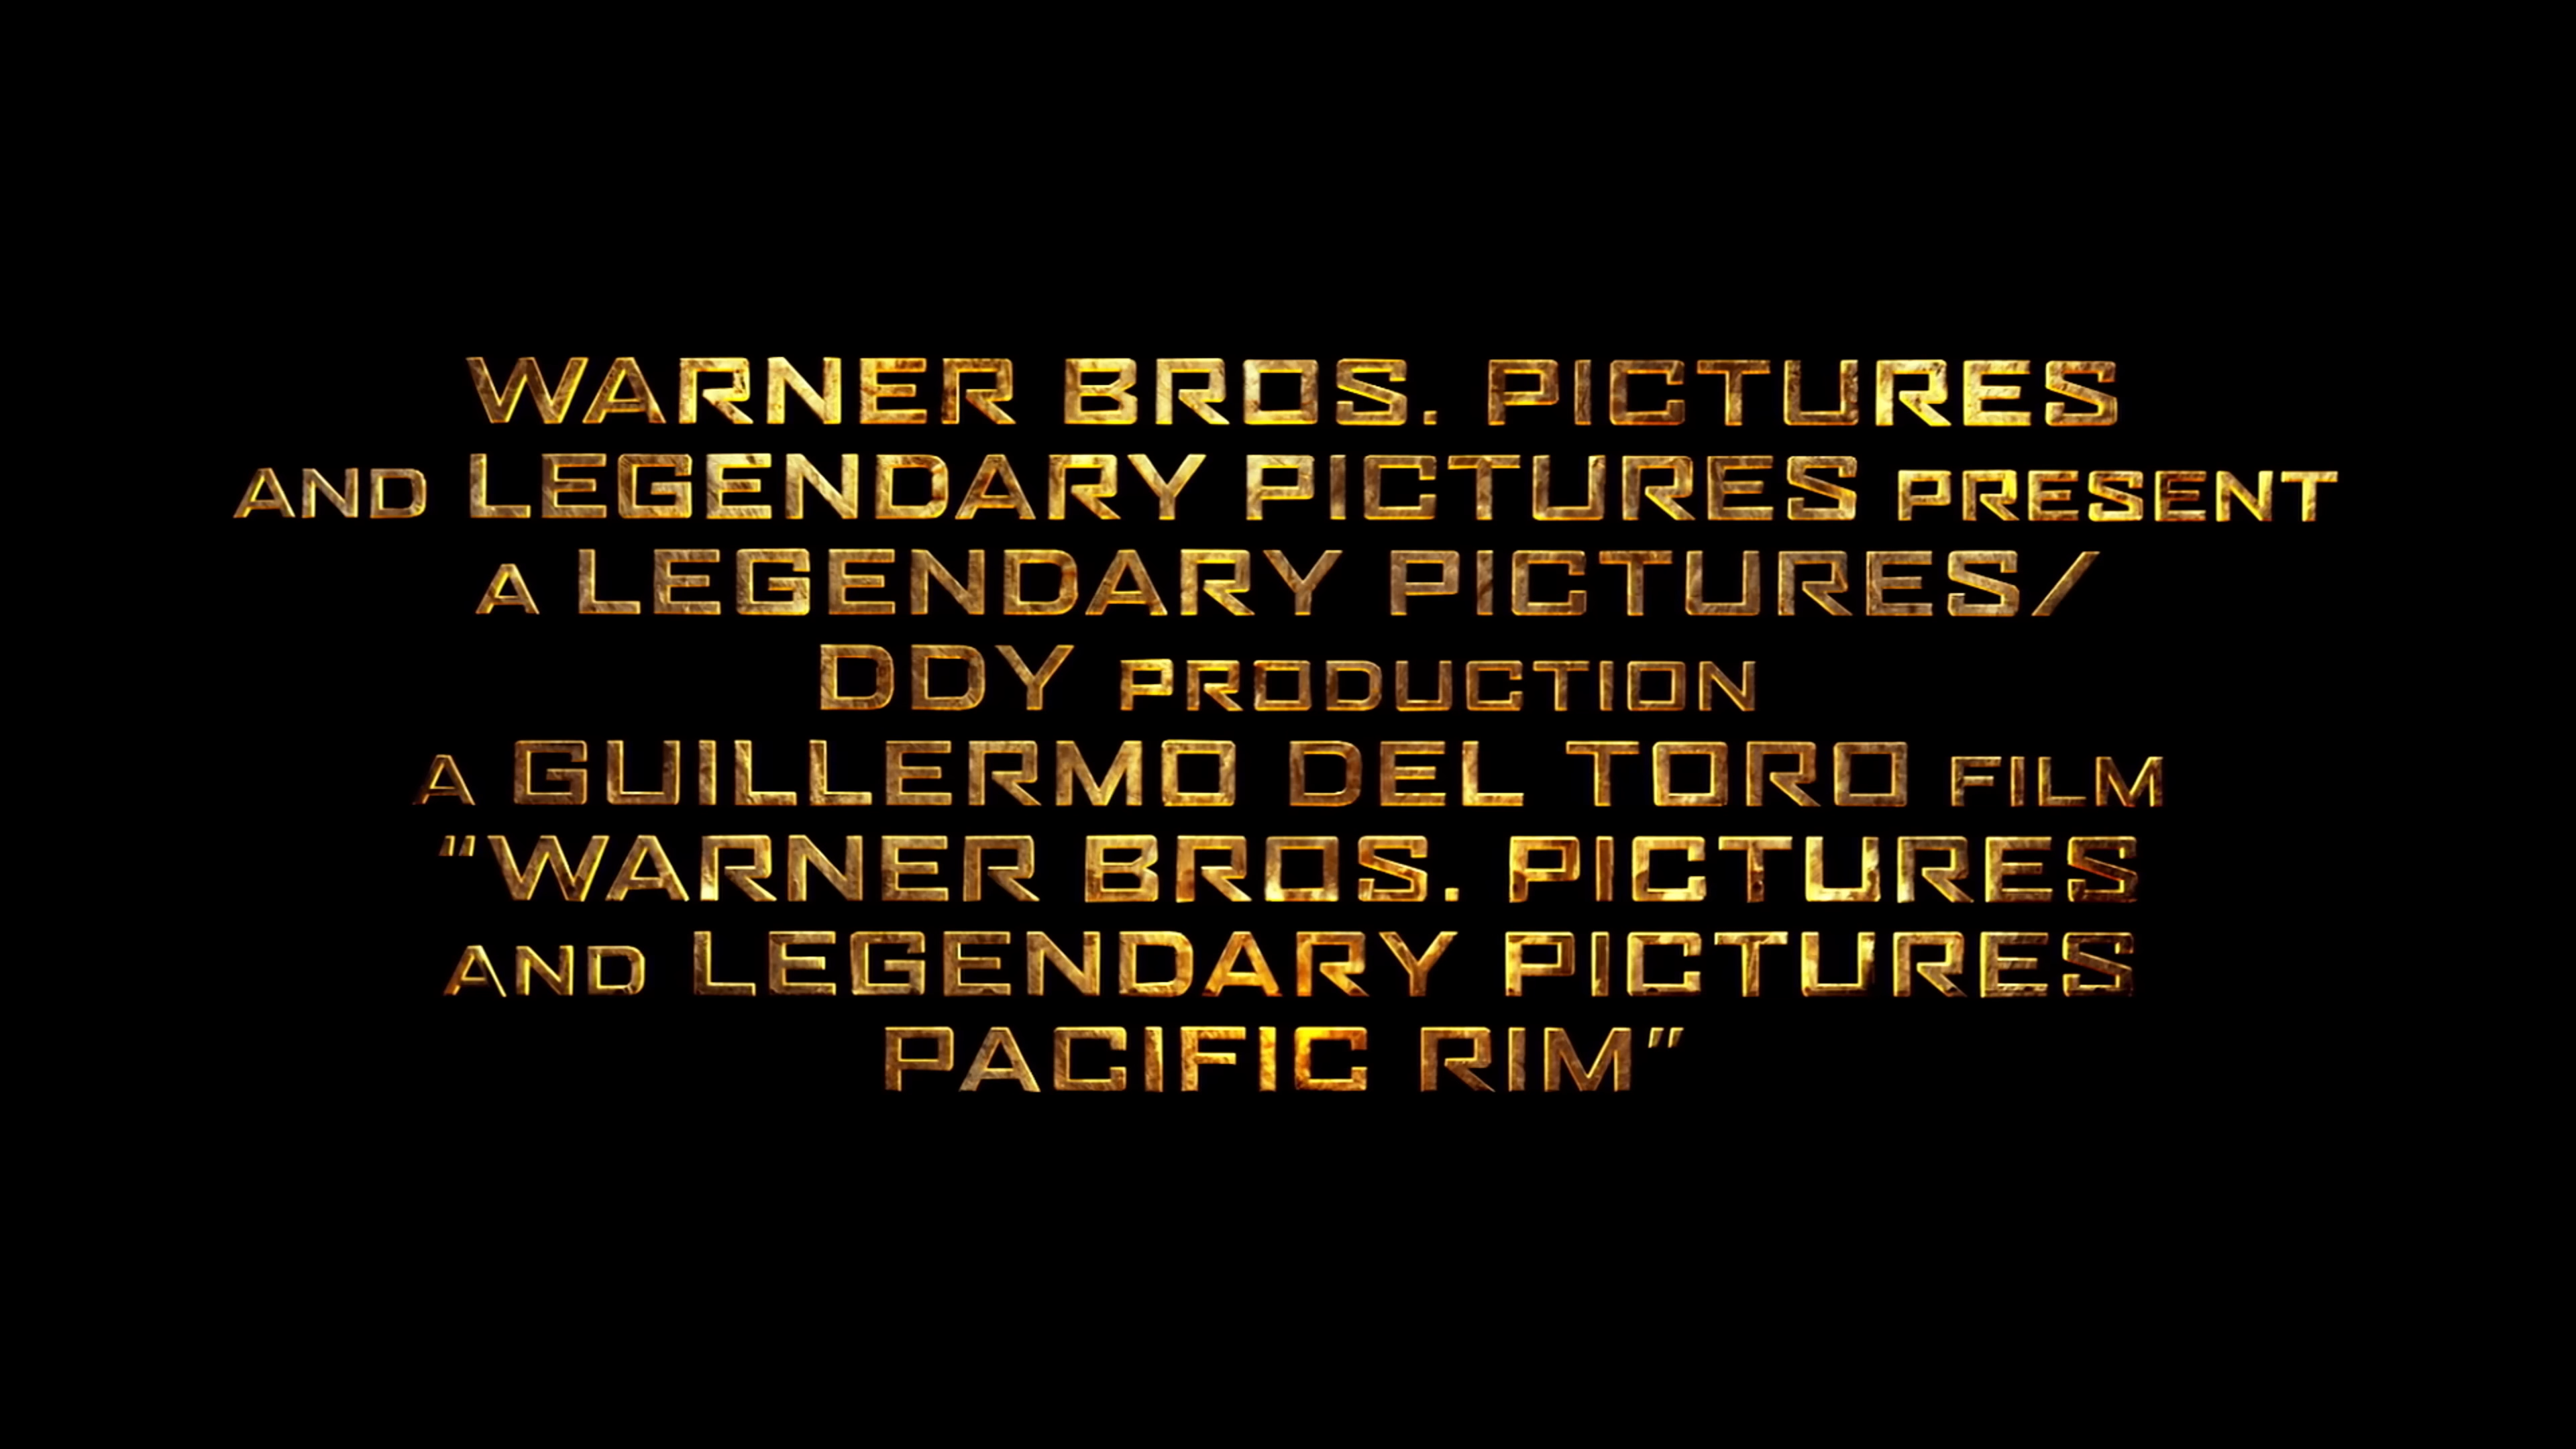 WARNER BROS. PICTURES
AND LEGENDARY PICTURES PRESENT
A LEGENDARY PICTURES/
DDY PRODUCTION
A GUILLERMO DEL TORO FILM
"WARNER BROS. PICTURES
AND LEGENDARY PICTURES
PACIFIC RIM"